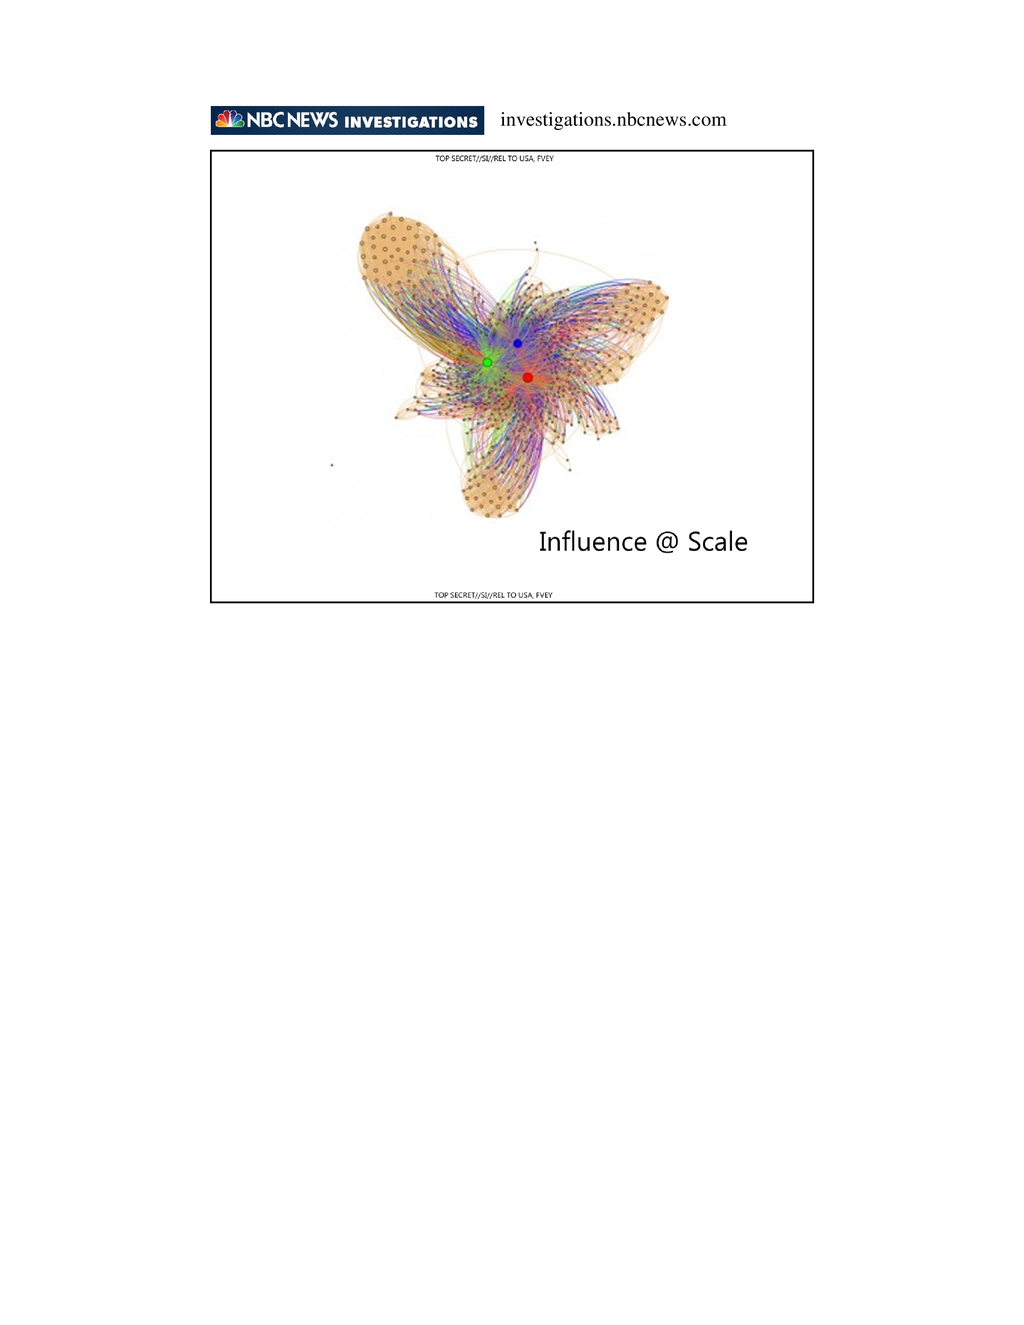 NBC NEWS INVESTIGATIONS investigations.nbcnews.com
TOP SECRET//SI//REL TO USA, FVEY
Influence @ Scale
TOP SECRET//SI//REL TO USA, FVEY